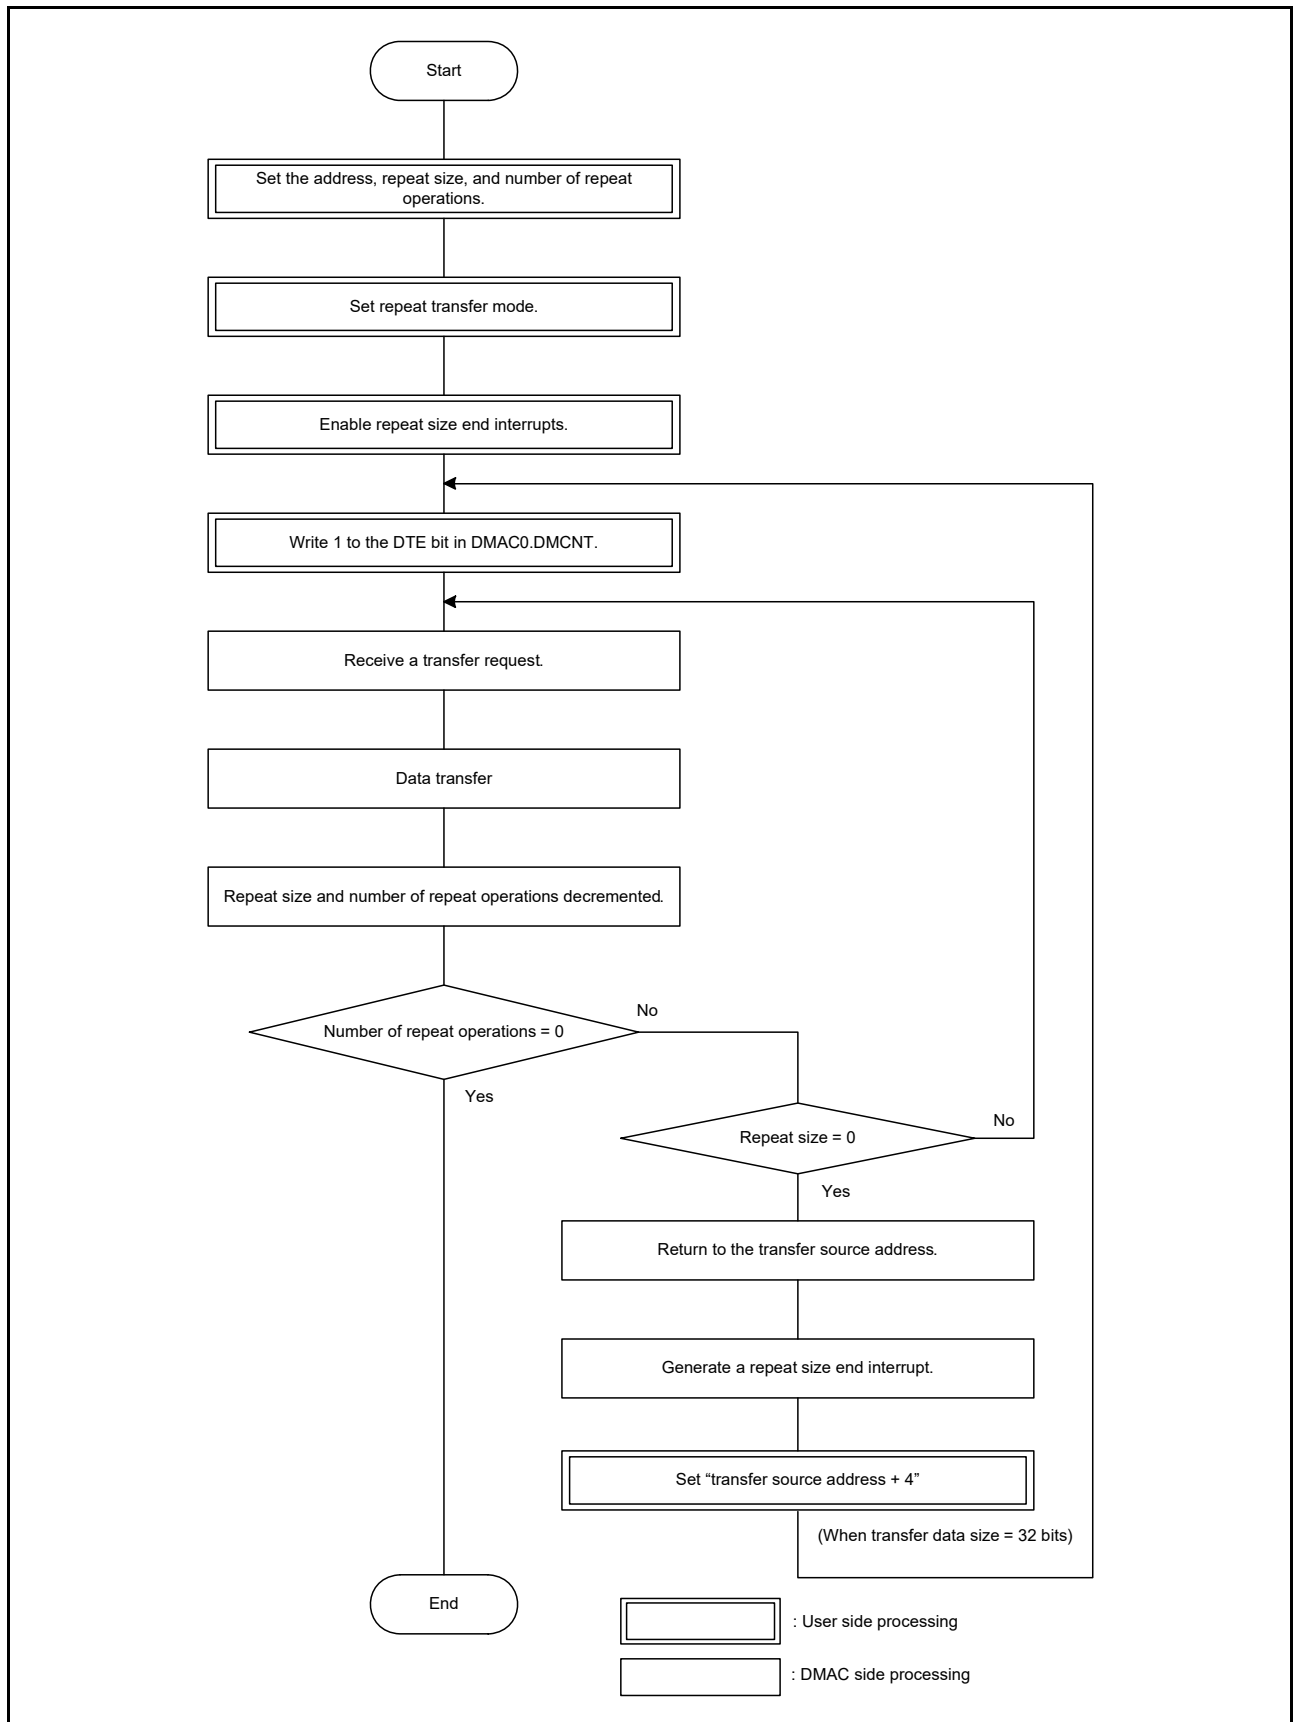 Start
Set the address, repeat size, and number of repeat
operations.
Set repeat transfer mode.
Enable repeat size end interrupts.
Write 1 to the DTE bit in DMAC0.DMCNT.
Receive a transfer request.
Data transfer
Repeat size and number of repeat operations decremented.
No
Number of repeat operations = 0
Yes
No
Repeat size = 0
Yes
Return to the transfer source address.
Generate a repeat size end interrupt.
Set “transfer source address + 4”
(When transfer data size = 32 bits)
End
: User side processing
: DMAC side processing